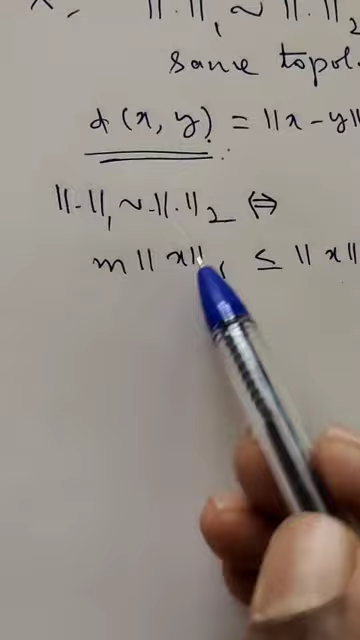 ‖·‖₁ ~ ‖·‖₂
same topol
d(x, y) = ‖x-y‖
‖·‖₁ ~ ‖·‖₂ ⇔
m‖x‖₁ ≤ ‖x‖